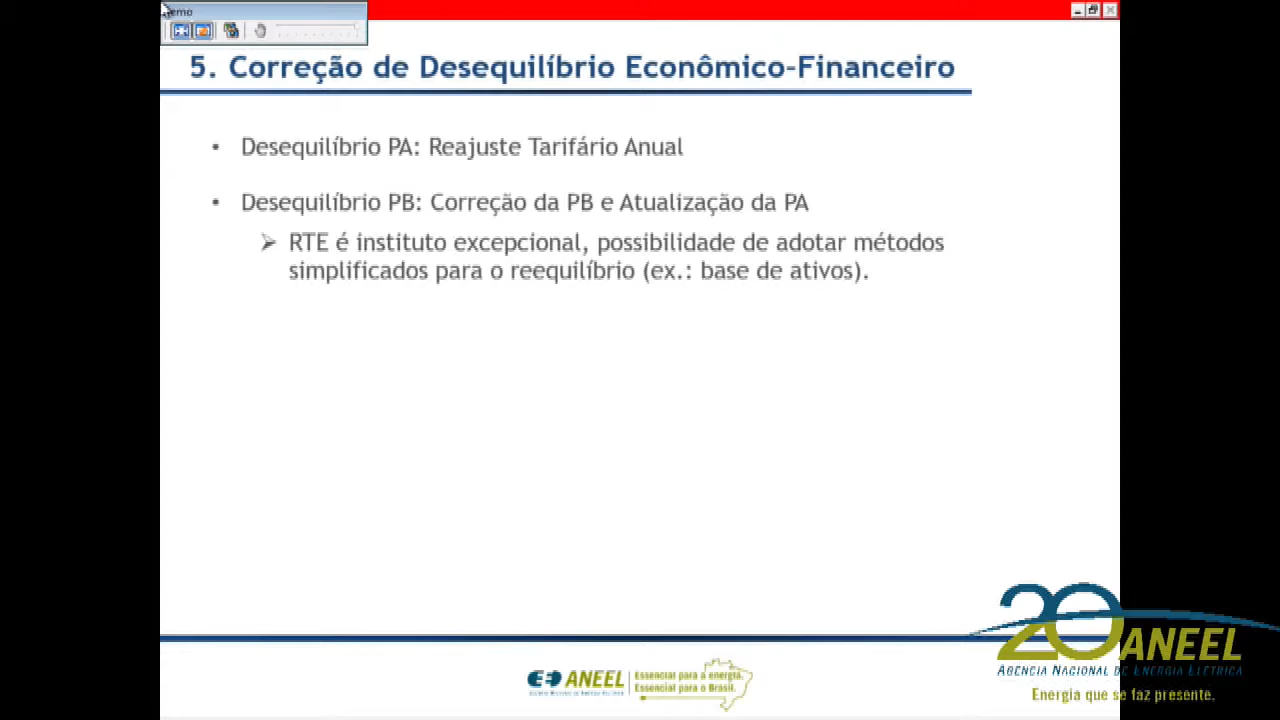 emo
5. Correção de Desequilíbrio Econômico-Financeiro
• Desequilíbrio PA: Reajuste Tarifário Anual
• Desequilíbrio PB: Correção da PB e Atualização da PA
➢ RTE é instituto excepcional, possibilidade de adotar métodos
simplificados para o reequilíbrio (ex.: base de ativos).
ANEEL
Essencial para a energia.
Essencial para o Brasil.
20 ANEEL
AGENCIA NACIONAL DE ENERGIA ELÉTRICA
Energia que se faz presente.